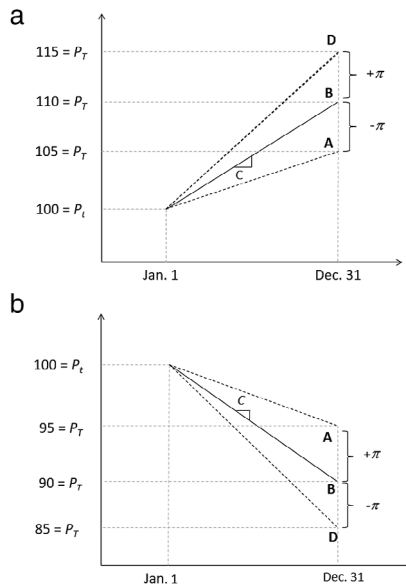 a
D
115 = P_T
+π
B
110 = P_T
-π
105 = P_T
A
C
100 = P_t
Jan. 1 Dec. 31
b
100 = P_t
C
95 = P_T
A
+π
90 = P_T
B
-π
85 = P_T
D
Jan. 1 Dec. 31